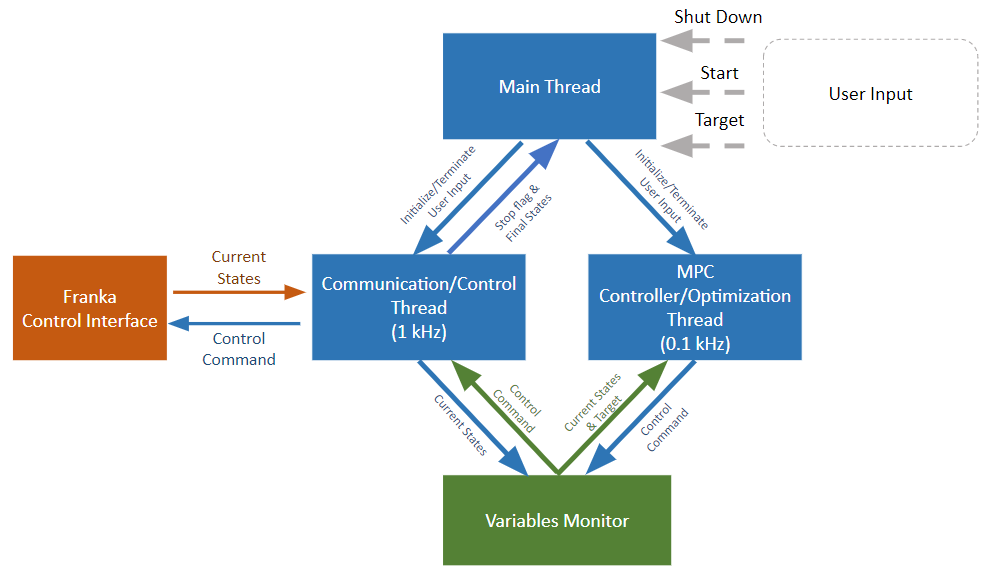 Shut Down
Main Thread
Start
User Input
Target
Initialize/Terminate
User Input
Stop flag &
Final States
Initialize/Terminate
User Input
Current
States
Franka
Control Interface
Control
Command
Communication/Control
Thread
(1 kHz)
MPC
Controller/Optimization
Thread
(0.1 kHz)
Current States
Control
Command
Current States
& Target
Control
Command
Variables Monitor